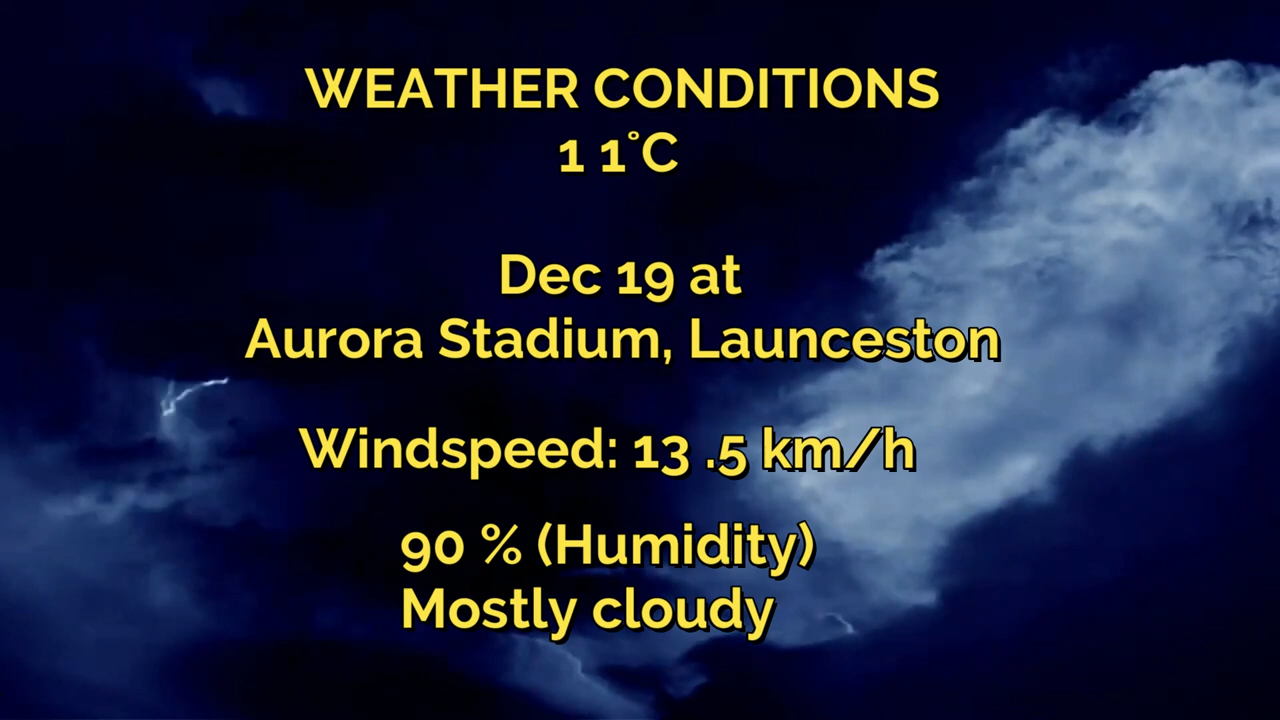 WEATHER CONDITIONS
1 1°C
Dec 19 at
Aurora Stadium, Launceston
Windspeed: 13 .5 km/h
90 % (Humidity)
Mostly cloudy